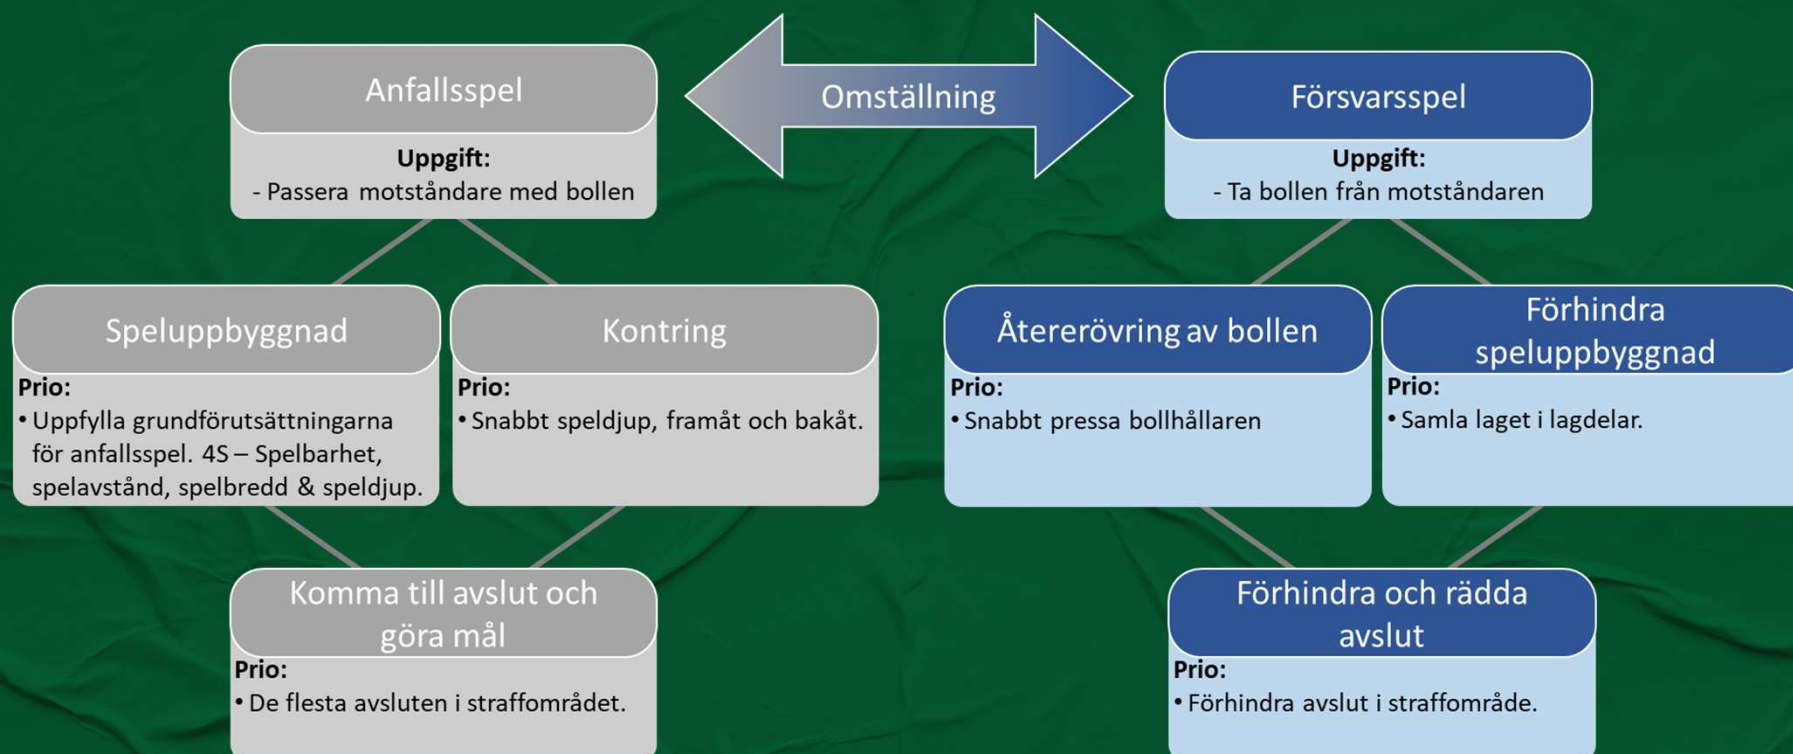 Anfallsspel
Uppgift:
- Passera motståndare med bollen
Omställning
Försvarsspel
Uppgift:
- Ta bollen från motståndaren
Speluppbyggnad
Prio:
• Uppfylla grundförutsättningarna
för anfallsspel. 4S – Spelbarhet,
spelavstånd, spelbredd & speldjup.
Kontring
Prio:
• Snabbt speldjup, framåt och bakåt.
Återerövring av bollen
Prio:
• Snabbt pressa bollhållaren
Förhindra
speluppbyggnad
Prio:
• Samla laget i lagdelar.
Komma till avslut och
göra mål
Prio:
• De flesta avsluten i straffområdet.
Förhindra och rädda
avslut
Prio:
• Förhindra avslut i straffområde.